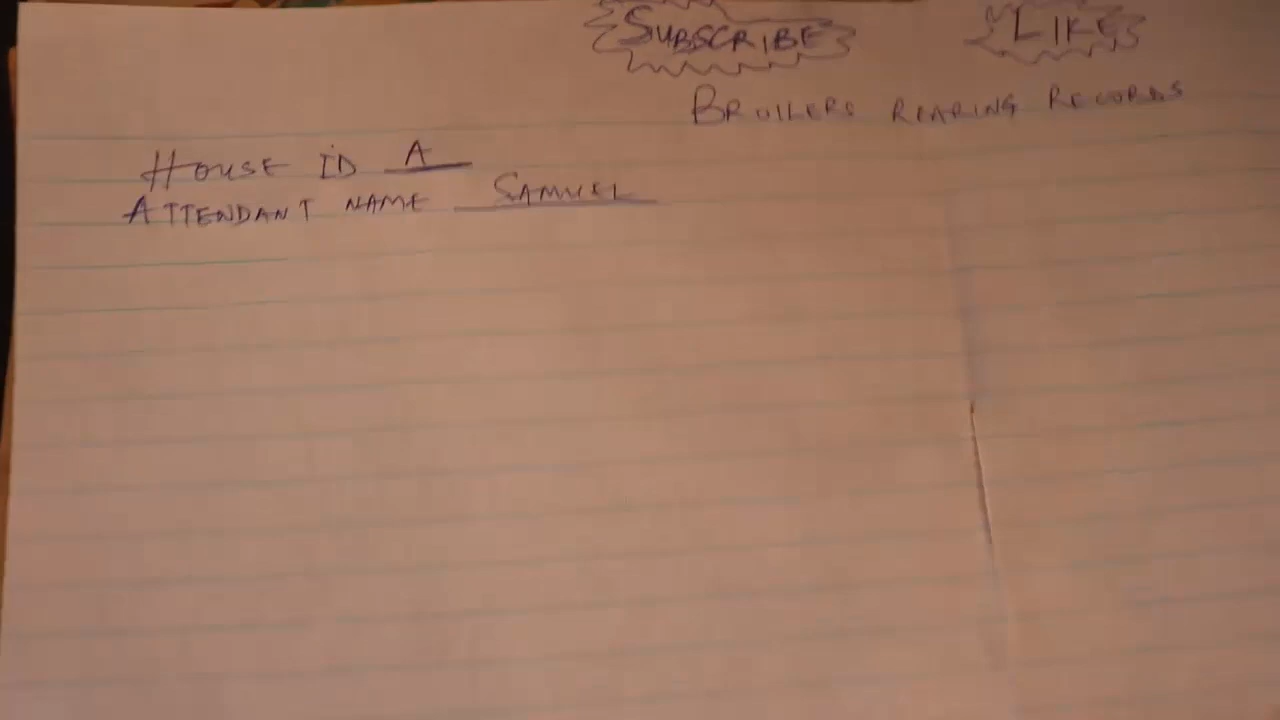 SUBSCRIBE LIKE
BROILERS REARING RECORDS
HOUSE ID A
ATTENDANT NAME SAMUEL